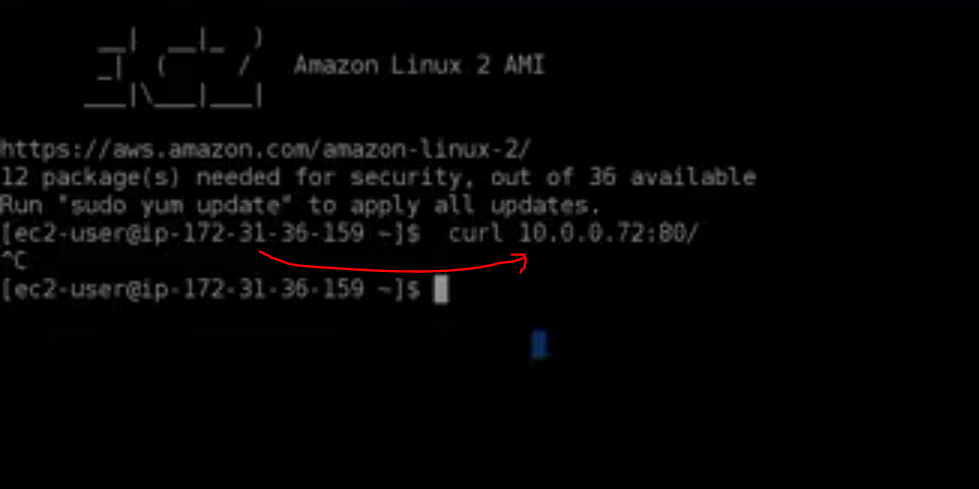 __|  __|_  )
_|  (     /   Amazon Linux 2 AMI
___|\___|___|
https://aws.amazon.com/amazon-linux-2/
12 package(s) needed for security, out of 36 available
Run "sudo yum update" to apply all updates.
[ec2-user@ip-172-31-36-159 ~]$  curl 10.0.0.72:80/
^C
[ec2-user@ip-172-31-36-159 ~]$